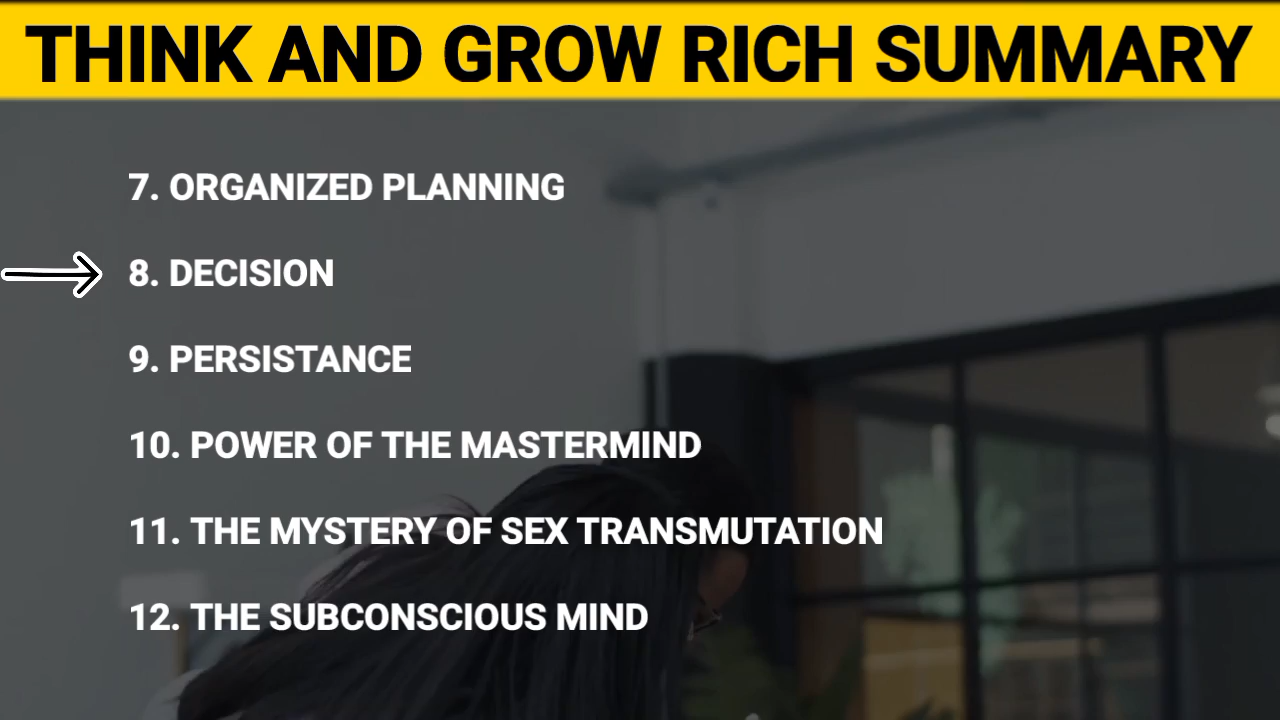 THINK AND GROW RICH SUMMARY
7. ORGANIZED PLANNING
8. DECISION
9. PERSISTANCE
10. POWER OF THE MASTERMIND
11. THE MYSTERY OF SEX TRANSMUTATION
12. THE SUBCONSCIOUS MIND